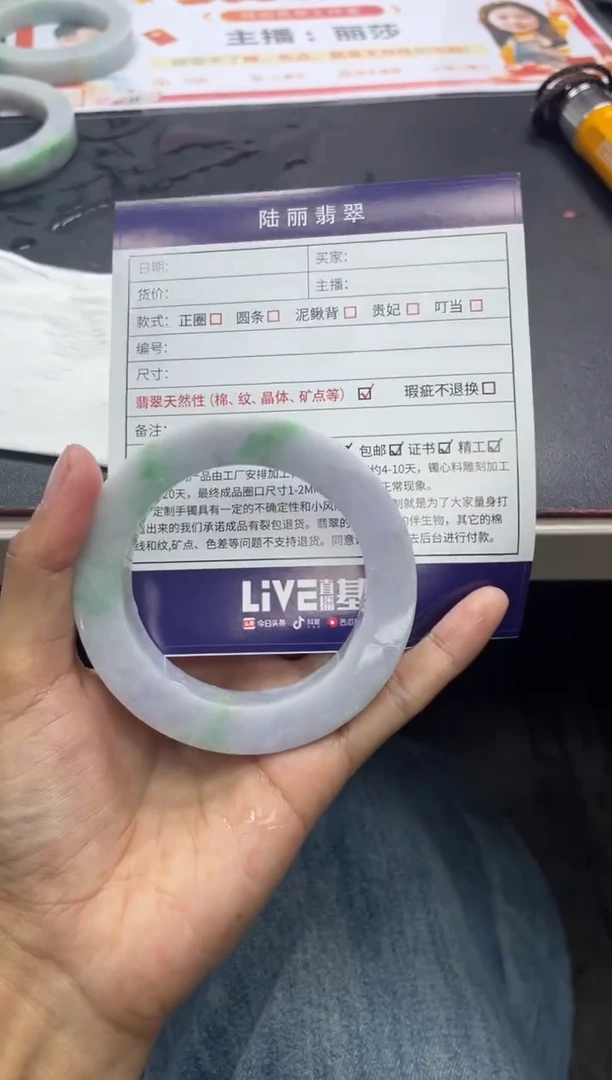 主播：丽莎
陆丽翡翠
日期： 买家：
货价： 主播：
款式： 正圈□ 圆条□ 泥鳅背□ 贵妃□ 叮当□
编号：
尺寸：
翡翠天然性（棉、纹、晶体、矿点等）☑ 瑕疵不退换□
备注：
包邮☑ 证书☑ 精工☑
产品由工厂安排加工 约4-10天，镯心料雕刻加工
20天，最终成品圈口尺寸1-2M 正常现象。
定制手镯具有一定的不确定性和小风 制就是为了大家量身打
出来的我们承诺成品有裂包退货。翡翠的 伴生物，其它的棉
线和纹,矿点、色差等问题不支持退货。同意 去后台进行付款。
LiVE 直播基
今日头条 抖音 西瓜